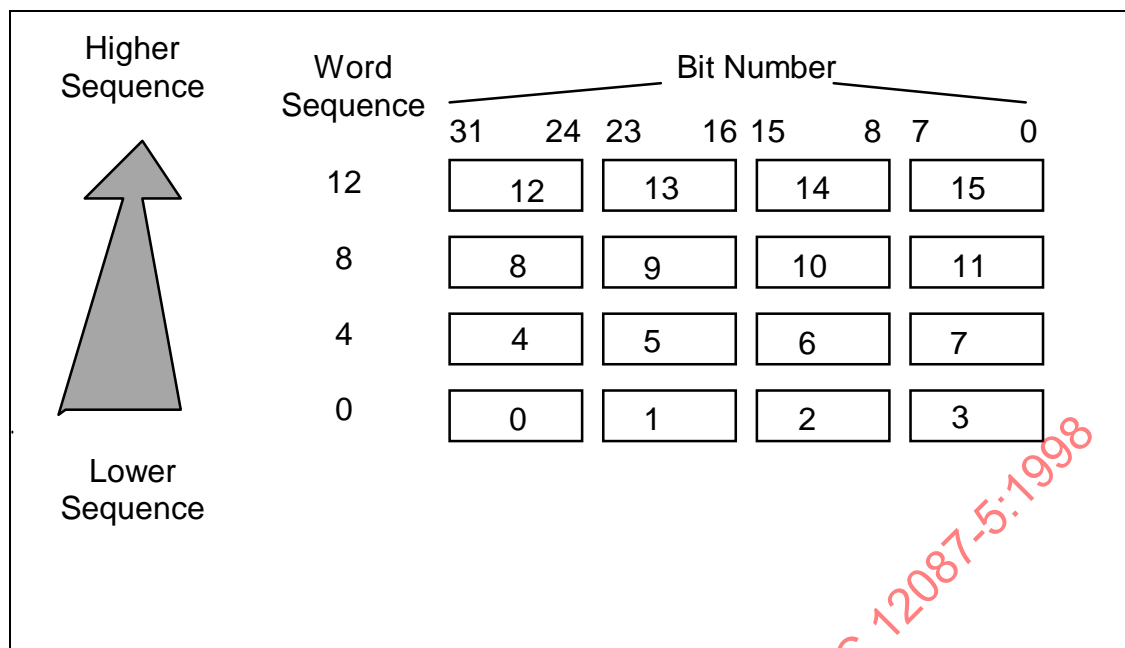 Higher
Sequence
Word
Sequence
Bit Number
31 24 23 16 15 8 7 0
12 12 13 14 15
8 8 9 10 11
4 4 5 6 7
0 0 1 2 3
Lower
Sequence
12087-5:1998